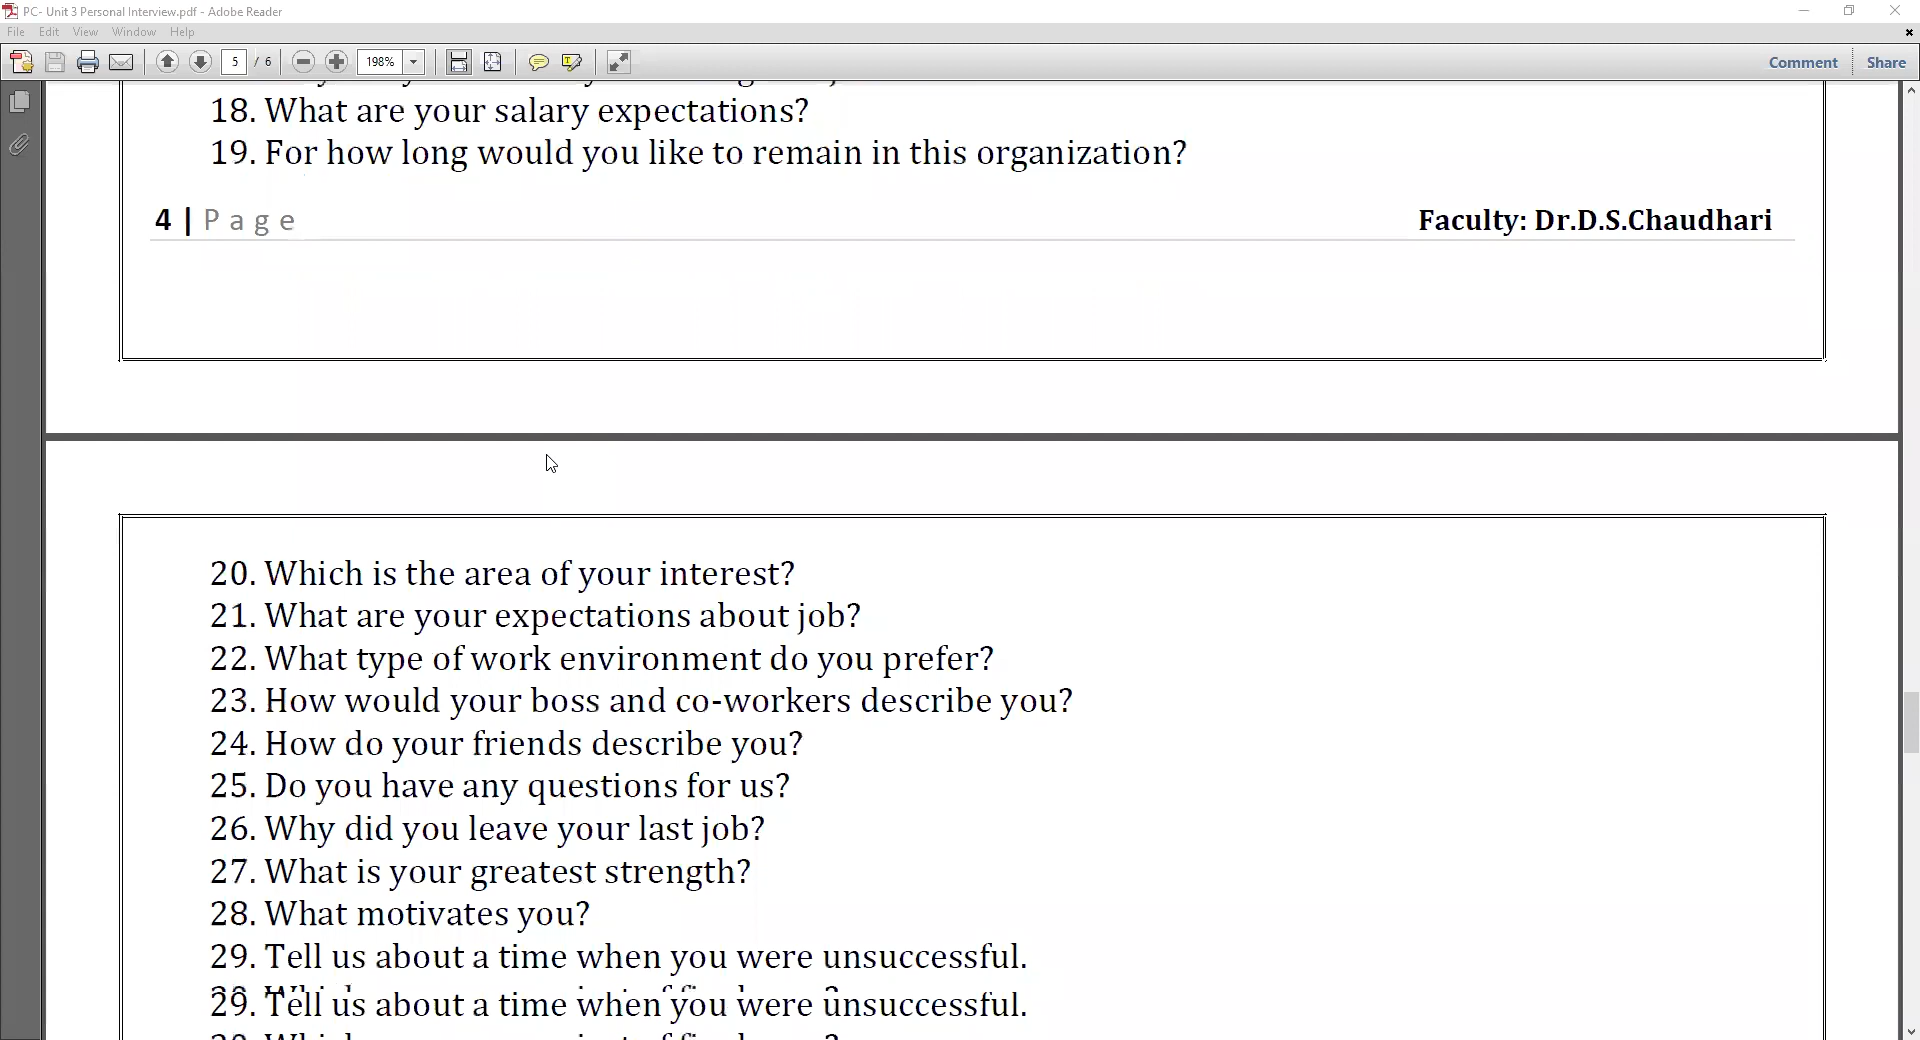 PC- Unit 3 Personal Interview.pdf - Adobe Reader
File Edit View Window Help
5 / 6 198% Comment Share
18. What are your salary expectations?
19. For how long would you like to remain in this organization?
4 | P a g e Faculty: Dr.D.S.Chaudhari
20. Which is the area of your interest?
21. What are your expectations about job?
22. What type of work environment do you prefer?
23. How would your boss and co-workers describe you?
24. How do your friends describe you?
25. Do you have any questions for us?
26. Why did you leave your last job?
27. What is your greatest strength?
28. What motivates you?
29. Tell us about a time when you were unsuccessful.
29. Tell us about a time when you were unsuccessful.